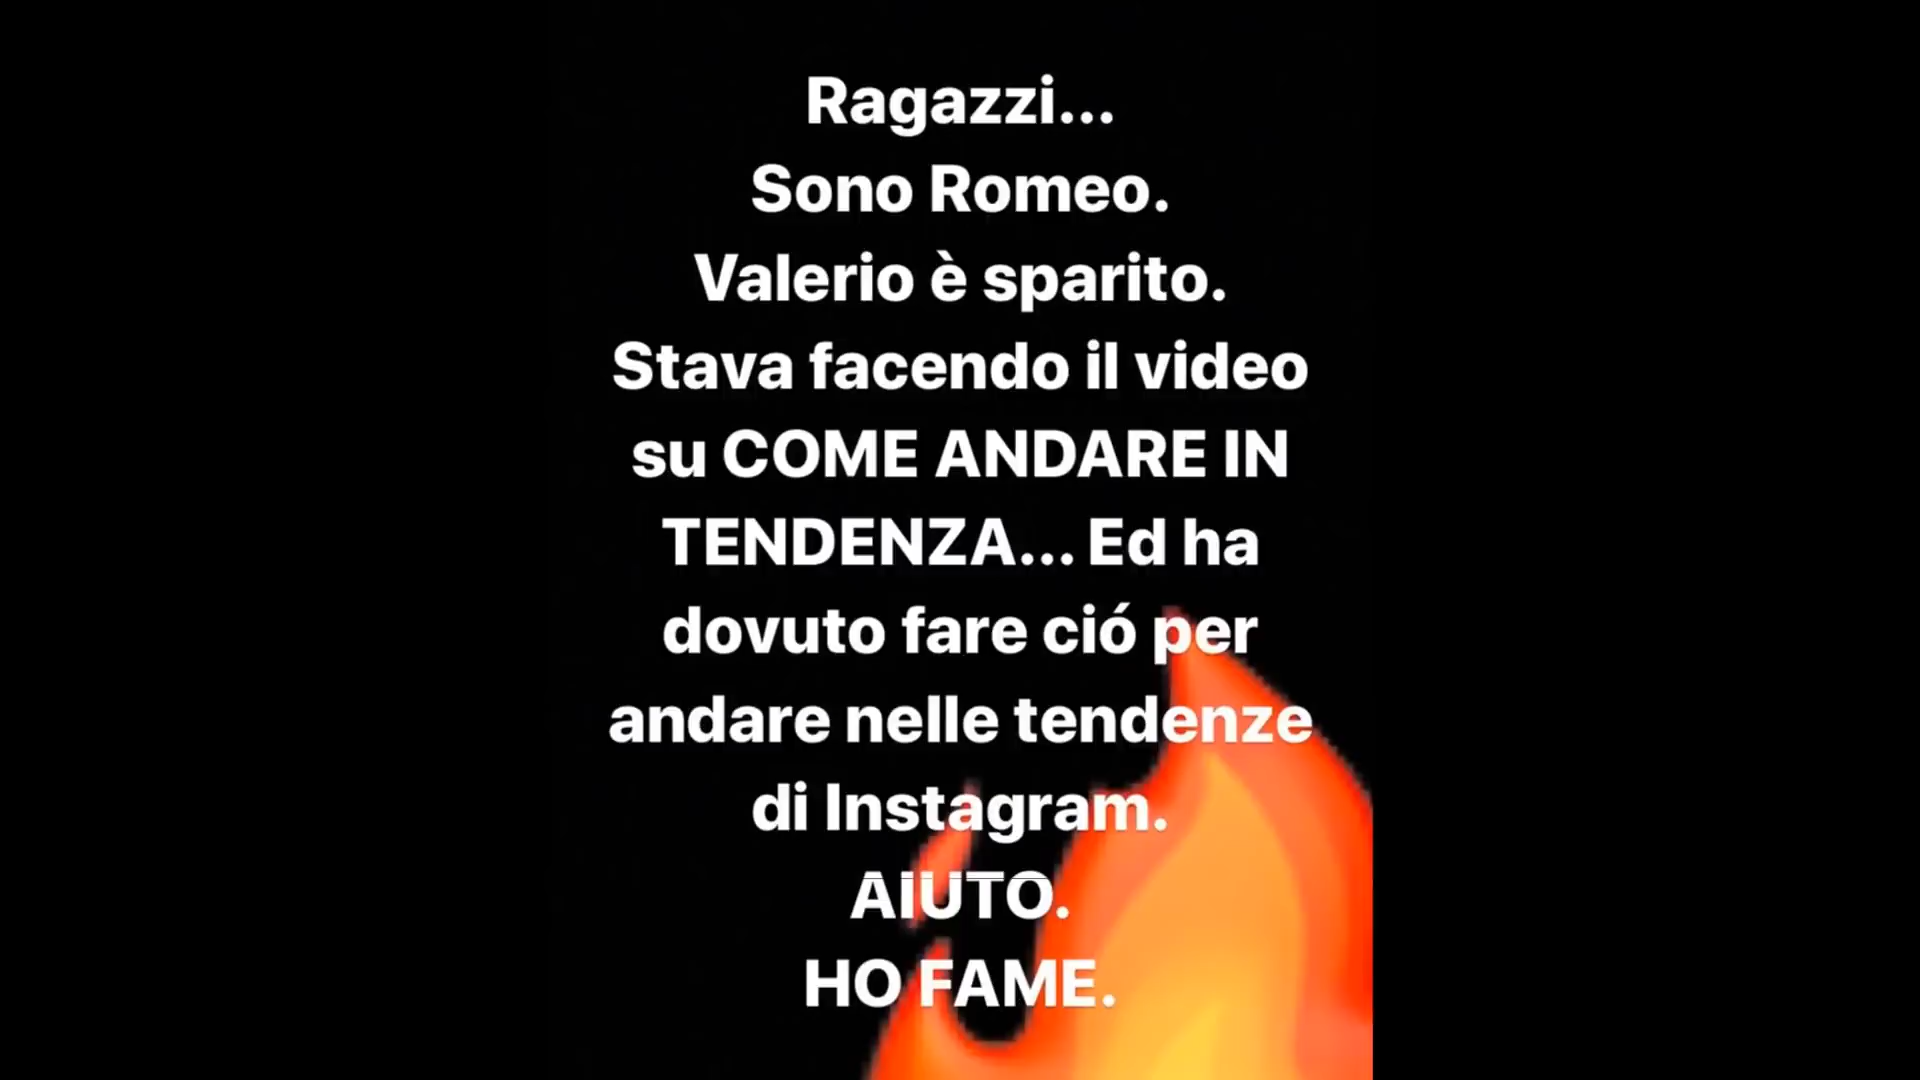 Ragazzi...
Sono Romeo.
Valerio è sparito.
Stava facendo il video
su COME ANDARE IN
TENDENZA... Ed ha
dovuto fare ció per
andare nelle tendenze
di Instagram.
AIUTO.
HO FAME.